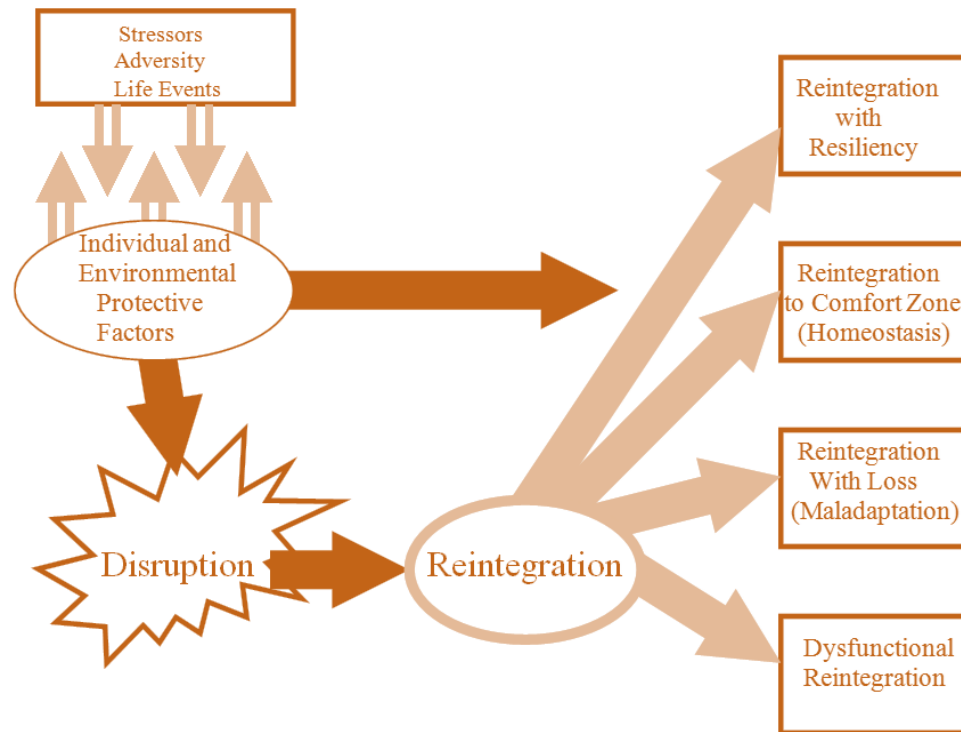 Stressors
Adversity
Life Events
Individual and
Environmental
Protective
Factors
Disruption
Reintegration
Reintegration
with
Resiliency
Reintegration
to Comfort Zone
(Homeostasis)
Reintegration
With Loss
(Maladaptation)
Dysfunctional
Reintegration